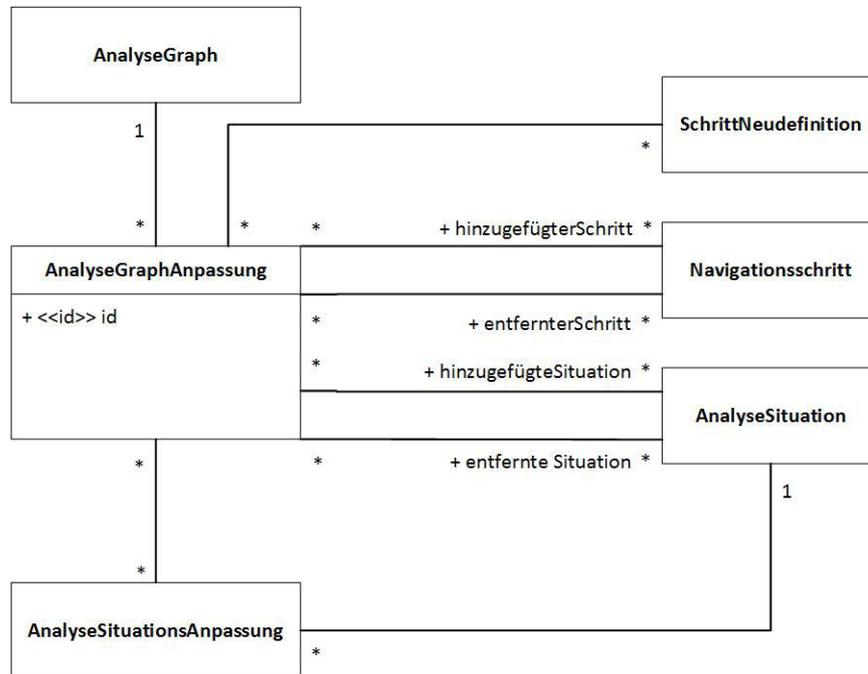 AnalyseGraph
1
SchrittNeudefinition
*
*
*
* + hinzugefügterSchritt *
AnalyseGraphAnpassung
Navigationsschritt
+ <<id>> id
* + entfernterSchritt *
* + hinzugefügteSituation *
AnalyseSituation
* + entfernte Situation *
*
1
*
AnalyseSituationsAnpassung
*